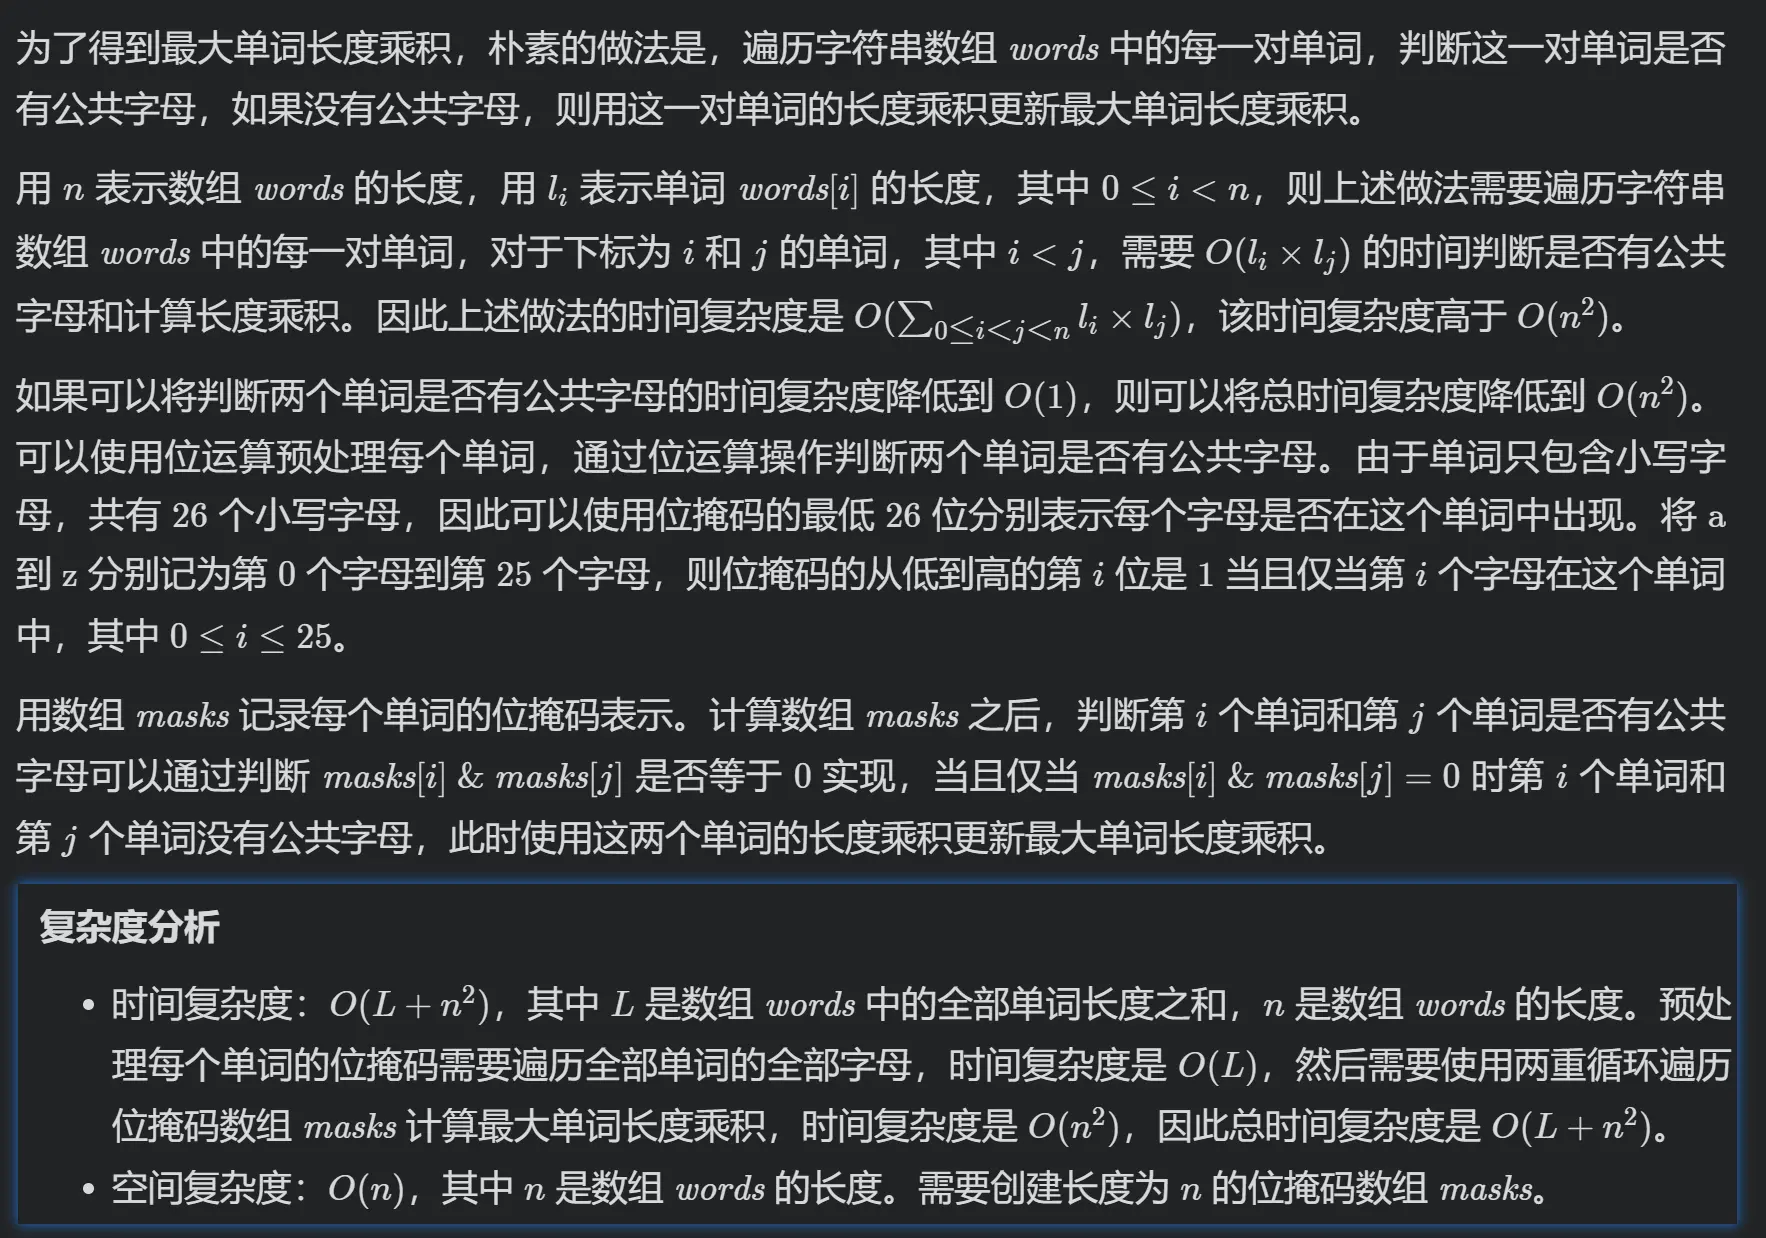 为了得到最大单词长度乘积，朴素的做法是，遍历字符串数组 words 中的每一对单词，判断这一对单词是否
有公共字母，如果没有公共字母，则用这一对单词的长度乘积更新最大单词长度乘积。
用 n 表示数组 words 的长度，用 l_i 表示单词 words[i] 的长度，其中 0 ≤ i < n，则上述做法需要遍历字符串
数组 words 中的每一对单词，对于下标为 i 和 j 的单词，其中 i < j，需要 O(l_i × l_j) 的时间判断是否有公共
字母和计算长度乘积。因此上述做法的时间复杂度是 O(∑_{0≤i<j<n} l_i × l_j)，该时间复杂度高于 O(n²)。
如果可以将判断两个单词是否有公共字母的时间复杂度降低到 O(1)，则可以将总时间复杂度降低到 O(n²)。
可以使用位运算预处理每个单词，通过位运算操作判断两个单词是否有公共字母。由于单词只包含小写字
母，共有 26 个小写字母，因此可以使用位掩码的最低 26 位分别表示每个字母是否在这个单词中出现。将 a
到 z 分别记为第 0 个字母到第 25 个字母，则位掩码的从低到高的第 i 位是 1 当且仅当第 i 个字母在这个单词
中，其中 0 ≤ i ≤ 25。
用数组 masks 记录每个单词的位掩码表示。计算数组 masks 之后，判断第 i 个单词和第 j 个单词是否有公共
字母可以通过判断 masks[i] & masks[j] 是否等于 0 实现，当且仅当 masks[i] & masks[j] = 0 时第 i 个单词和
第 j 个单词没有公共字母，此时使用这两个单词的长度乘积更新最大单词长度乘积。
复杂度分析
• 时间复杂度：O(L + n²)，其中 L 是数组 words 中的全部单词长度之和，n 是数组 words 的长度。预处
理每个单词的位掩码需要遍历全部单词的全部字母，时间复杂度是 O(L)，然后需要使用两重循环遍历
位掩码数组 masks 计算最大单词长度乘积，时间复杂度是 O(n²)，因此总时间复杂度是 O(L + n²)。
• 空间复杂度：O(n)，其中 n 是数组 words 的长度。需要创建长度为 n 的位掩码数组 masks。